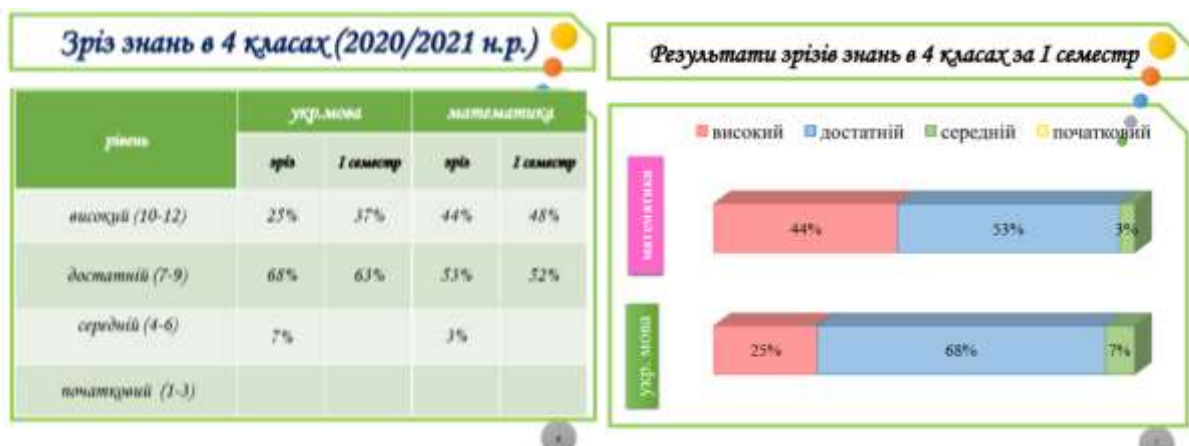 Зріз знань в 4 класах (2020/2021 н.р.)
рівень укр.мова математика
зріз І семестр зріз І семестр
високий (10-12) 25% 37% 44% 48%
достатній (7-9) 68% 63% 53% 52%
середній (4-6) 7% 3%
початковий (1-3)
Результати зрізів знань в 4 класах за І семестр
високий достатній середній початковий
математика
44% 53% 3%
укр. мова
25% 68% 7%